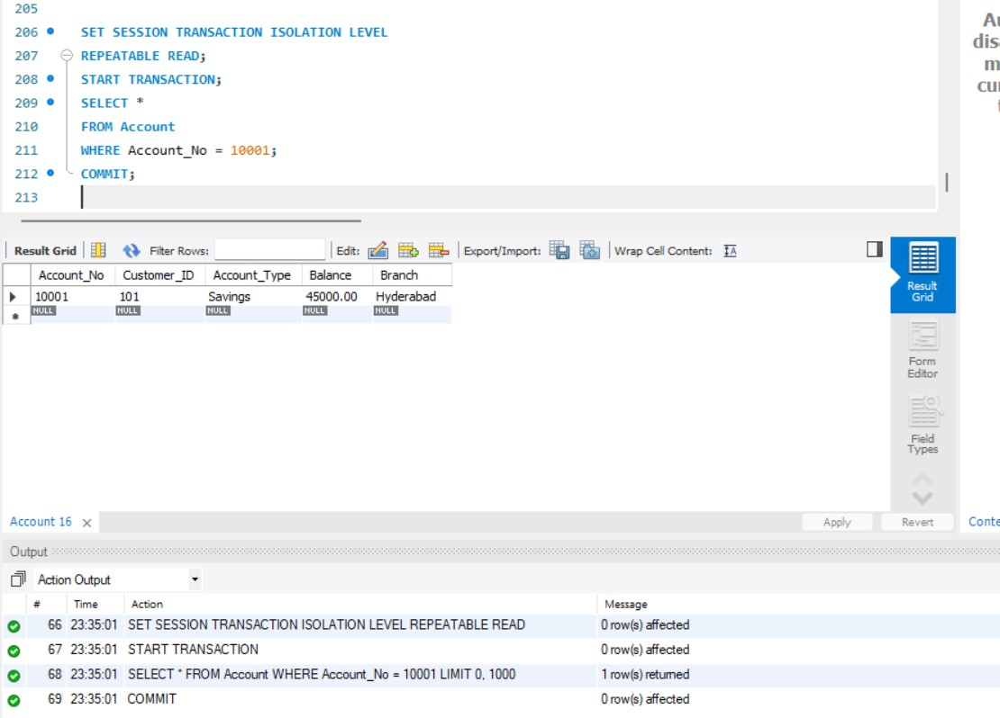 205
206 SET SESSION TRANSACTION ISOLATION LEVEL
207 REPEATABLE READ;
208 START TRANSACTION;
209 SELECT *
210 FROM Account
211 WHERE Account_No = 10001;
212 COMMIT;
213
Result Grid Filter Rows: Edit: Export/Import: Wrap Cell Content:
Account_No Customer_ID Account_Type Balance Branch
10001 101 Savings 45000.00 Hyderabad
NULL NULL NULL NULL NULL
Result
Grid
Form
Editor
Field
Types
Account 16
Apply Revert
Output
Action Output
# Time Action Message
66 23:35:01 SET SESSION TRANSACTION ISOLATION LEVEL REPEATABLE READ 0 row(s) affected
67 23:35:01 START TRANSACTION 0 row(s) affected
68 23:35:01 SELECT * FROM Account WHERE Account_No = 10001 LIMIT 0, 1000 1 row(s) returned
69 23:35:01 COMMIT 0 row(s) affected